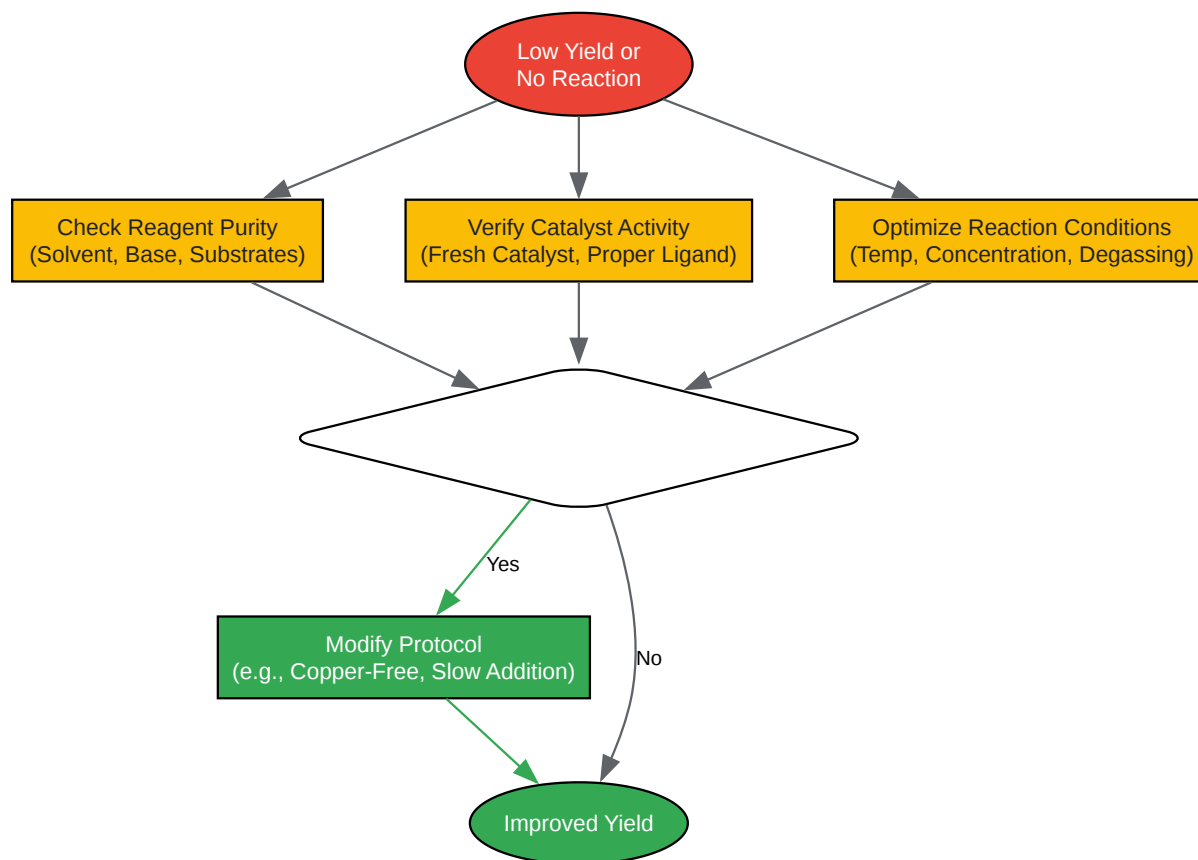 Low Yield or
No Reaction
Check Reagent Purity
(Solvent, Base, Substrates)
Verify Catalyst Activity
(Fresh Catalyst, Proper Ligand)
Optimize Reaction Conditions
(Temp, Concentration, Degassing)
Yes
Modify Protocol
(e.g., Copper-Free, Slow Addition)
No
Improved Yield